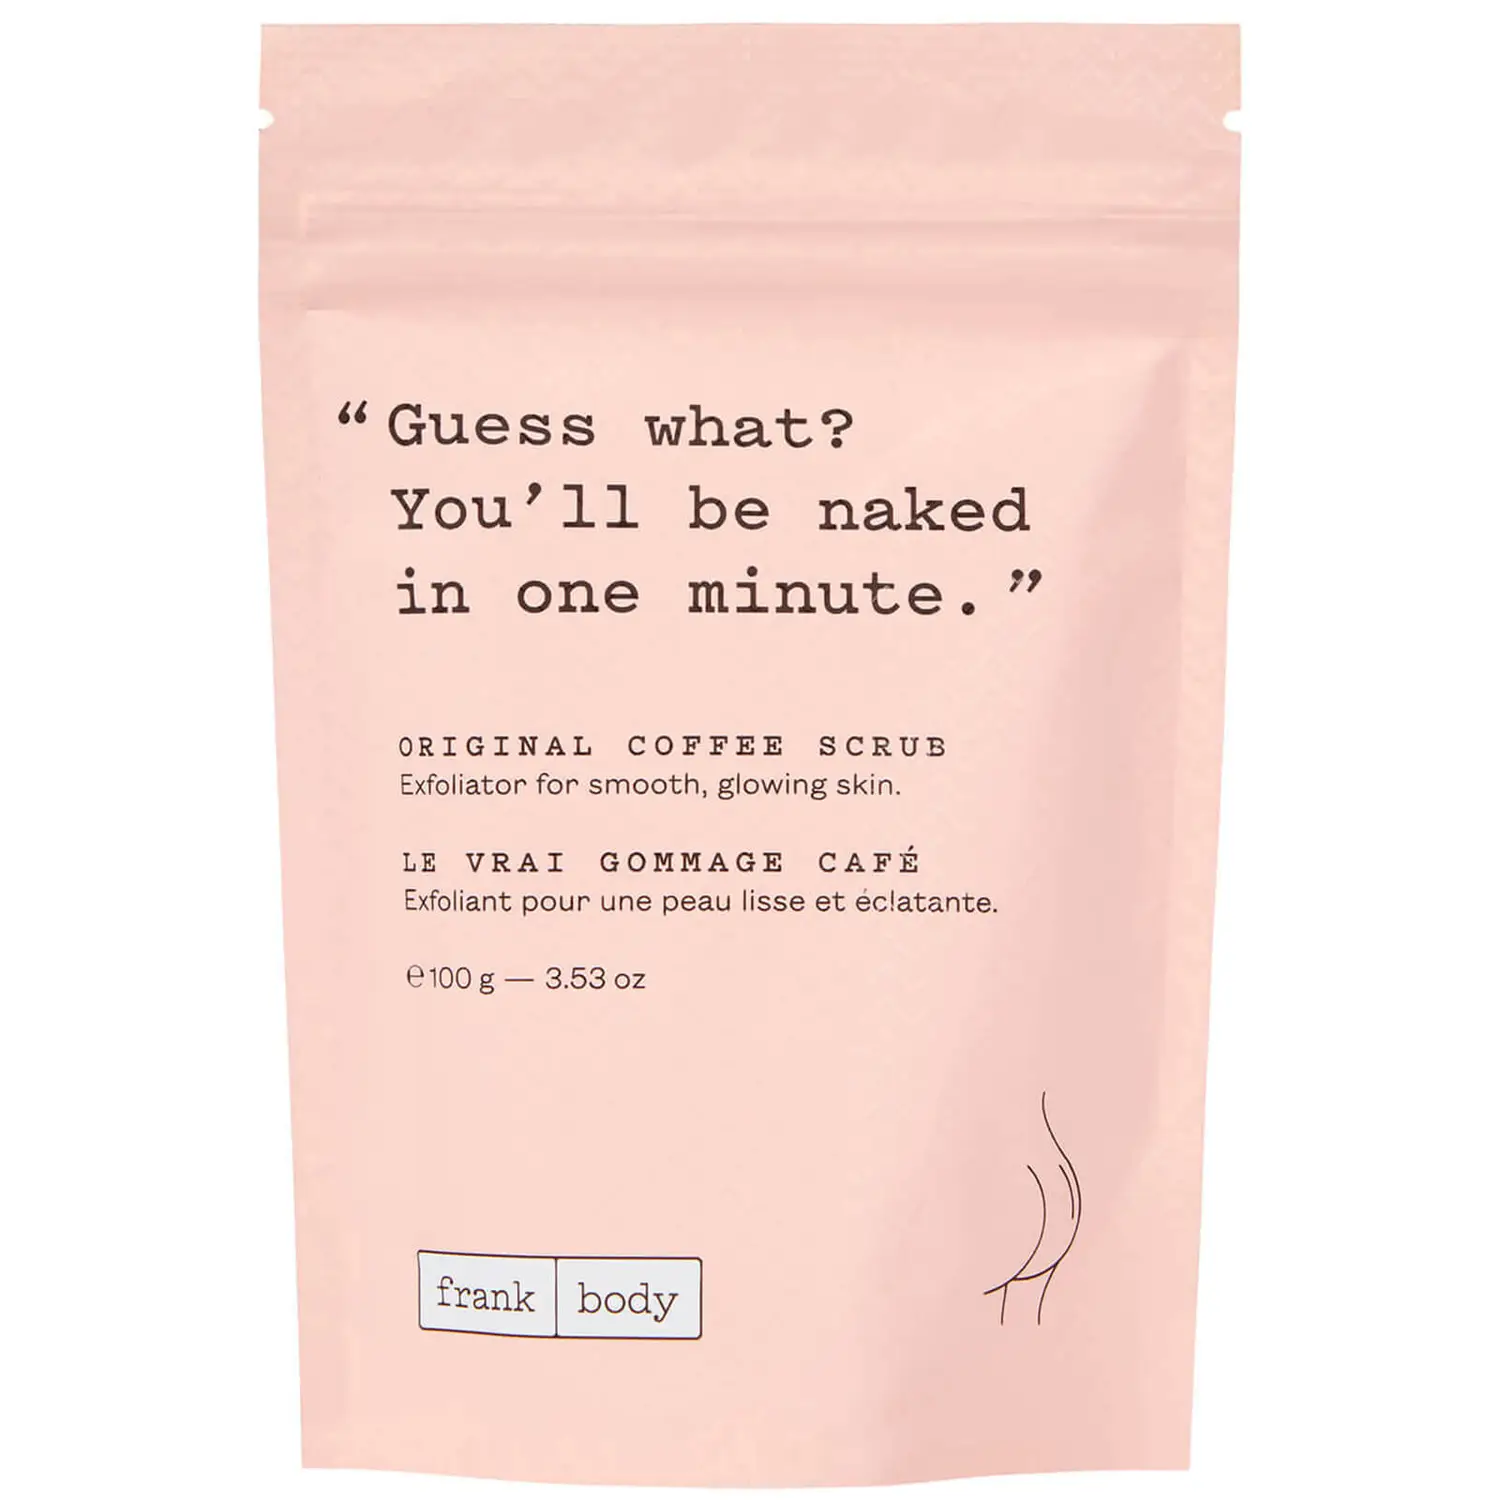 “Guess what?
You’ll be naked
in one minute.”
ORIGINAL COFFEE SCRUB
Exfoliator for smooth, glowing skin.
LE VRAI GOMMAGE CAFÉ
Exfoliant pour une peau lisse et éclatante.
℮100 g — 3.53 oz
frank body